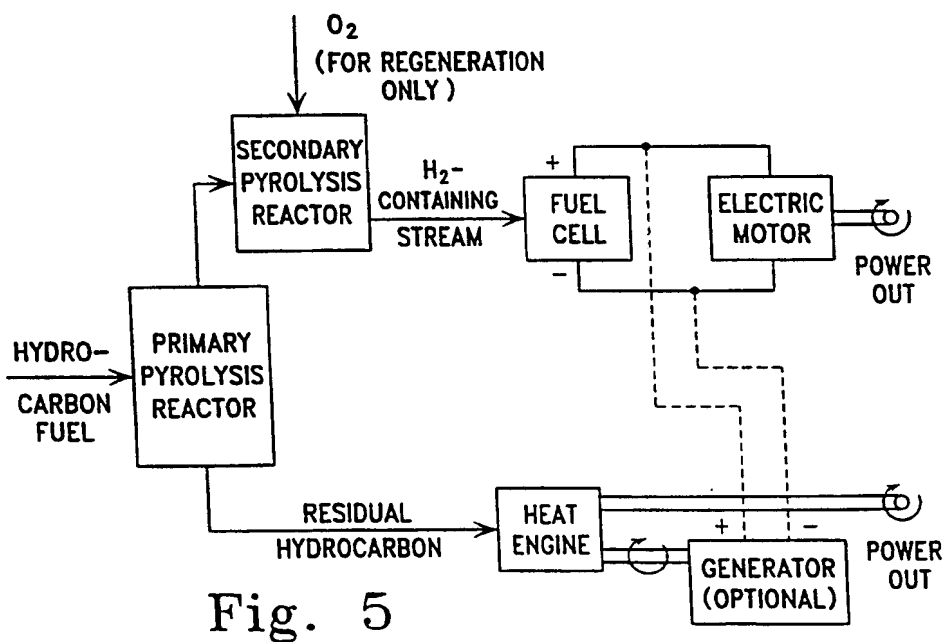 O2
(FOR REGENERATION
ONLY)
SECONDARY
PYROLYSIS
REACTOR
H2-
CONTAINING
STREAM
+
FUEL
CELL
-
ELECTRIC
MOTOR
POWER
OUT
HYDRO-
CARBON
FUEL
PRIMARY
PYROLYSIS
REACTOR
RESIDUAL
HYDROCARBON
HEAT
ENGINE
+ -
GENERATOR
(OPTIONAL)
POWER
OUT
Fig. 5